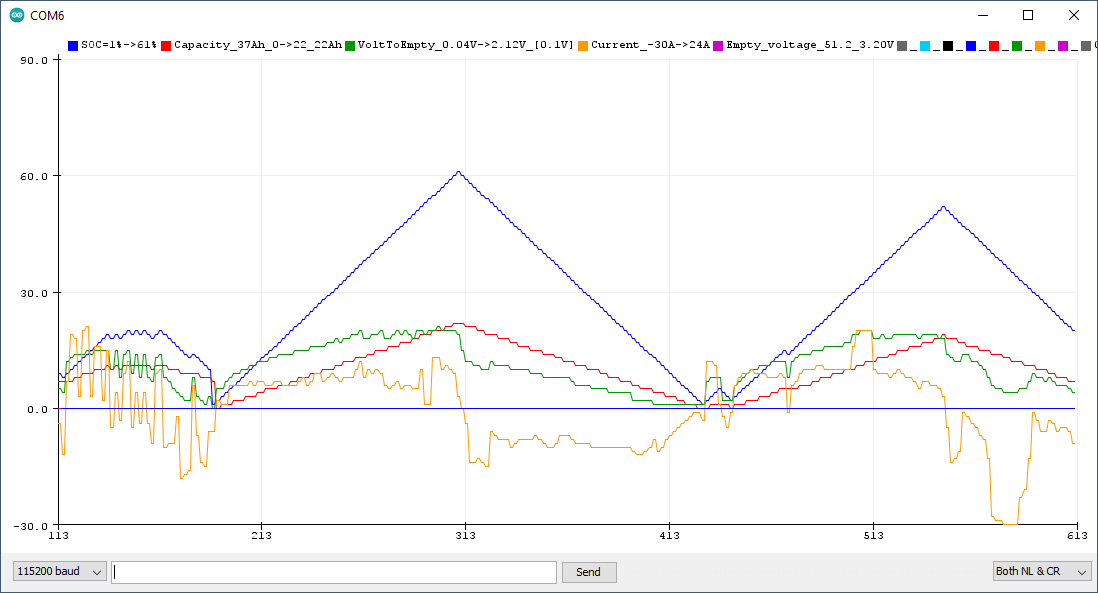 COM6
SOC=1%->61% Capacity_37Ah_0->22_22Ah VoltToEmpty_0.04V->2.12V_[0.1V] Current_-30A->24A Empty_voltage_51.2_3.20V _ _ _ _ _ _ _ _
90.0
60.0
30.0
0.0
-30.0
113 213 313 413 513 613
115200 baud Send Both NL & CR